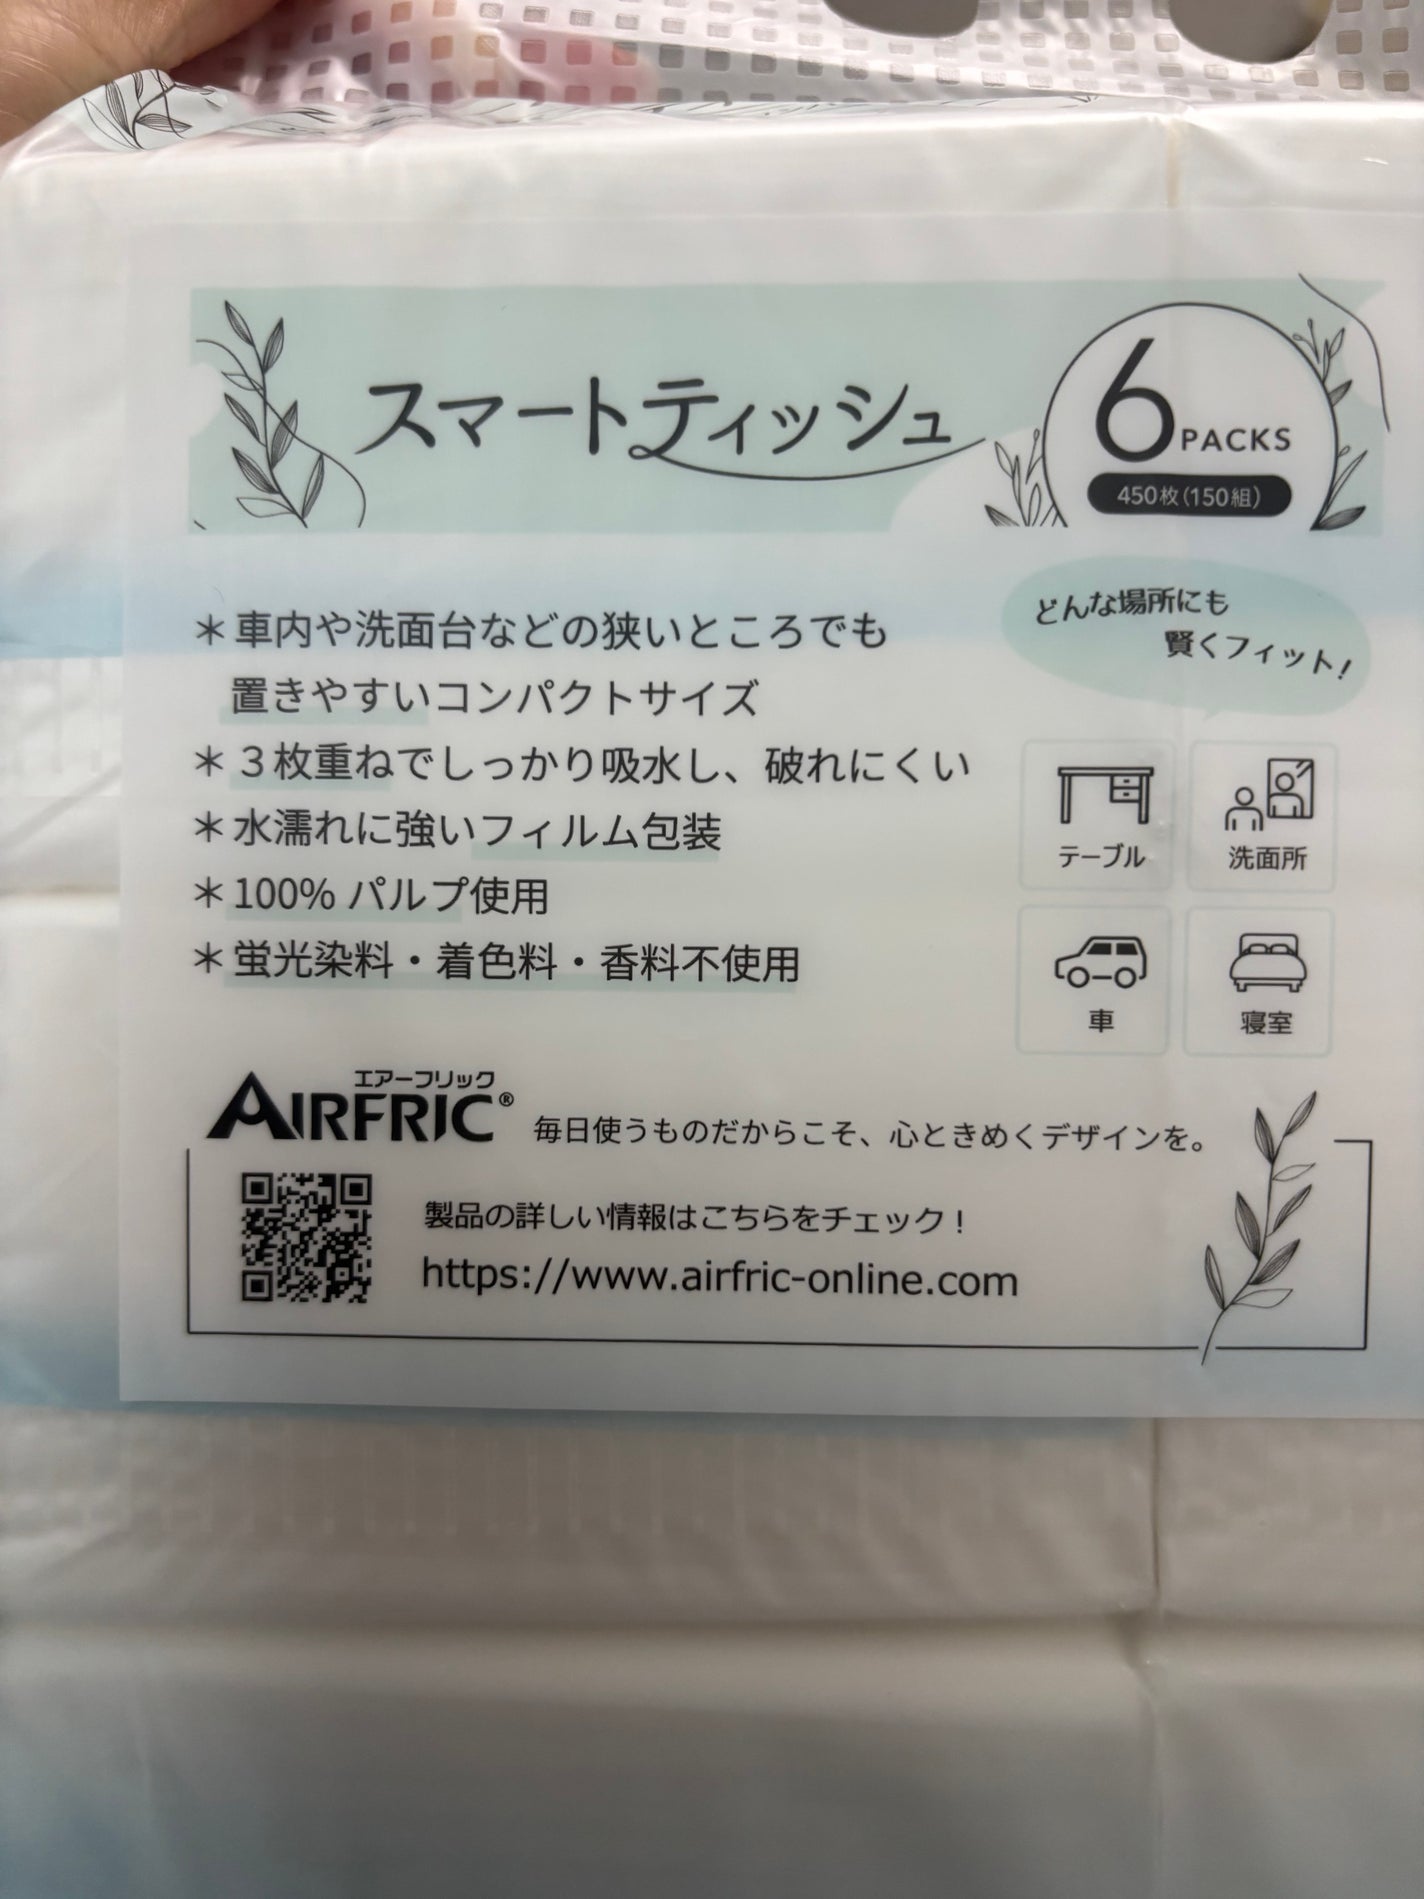 スマートティッシュ
6 PACKS
450枚(150組)
どんな場所にも
賢くフィット!
＊車内や洗面台などの狭いところでも
置きやすいコンパクトサイズ
＊３枚重ねでしっかり吸水し、破れにくい
＊水濡れに強いフィルム包装
＊100% パルプ使用
＊蛍光染料・着色料・香料不使用
テーブル
洗面所
車
寝室
エアーフリック
AIRFRIC®
毎日使うものだからこそ、心ときめくデザインを。
製品の詳しい情報はこちらをチェック！
https://www.airfric-online.com